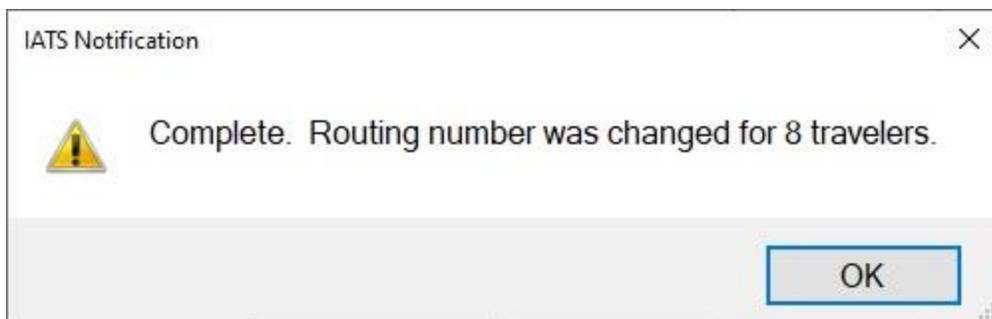 IATS Notification
Complete.  Routing number was changed for 8 travelers.
OK